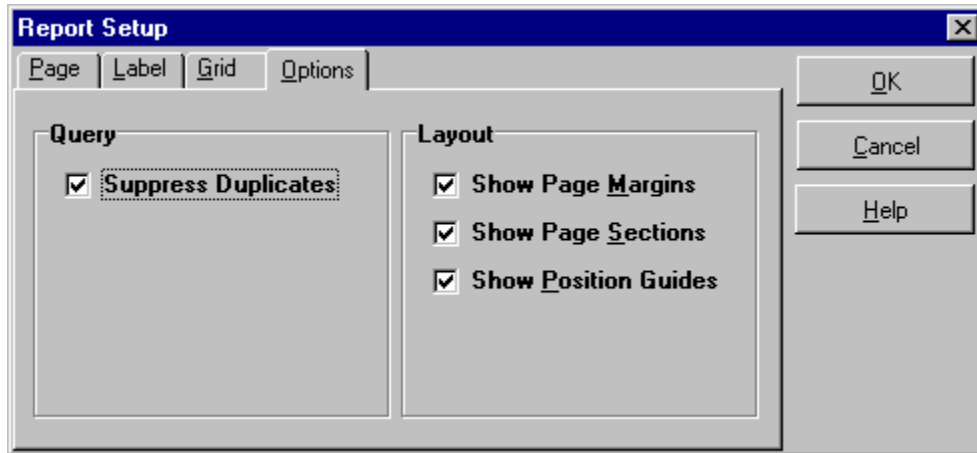 Report Setup
Page Label Grid Options
OK
Cancel
Help
Query
Suppress Duplicates
Layout
Show Page Margins
Show Page Sections
Show Position Guides